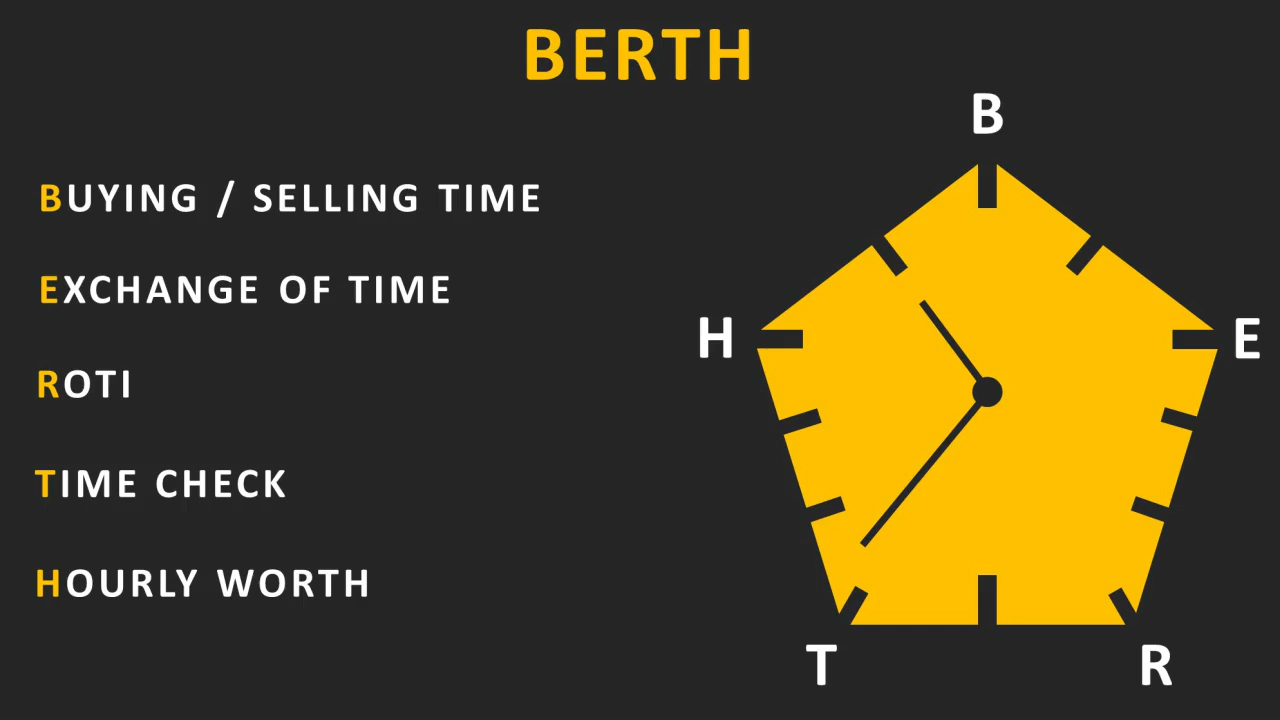 BERTH
BUYING / SELLING TIME
EXCHANGE OF TIME
ROTI
TIME CHECK
HOURLY WORTH
B
H
E
T
R